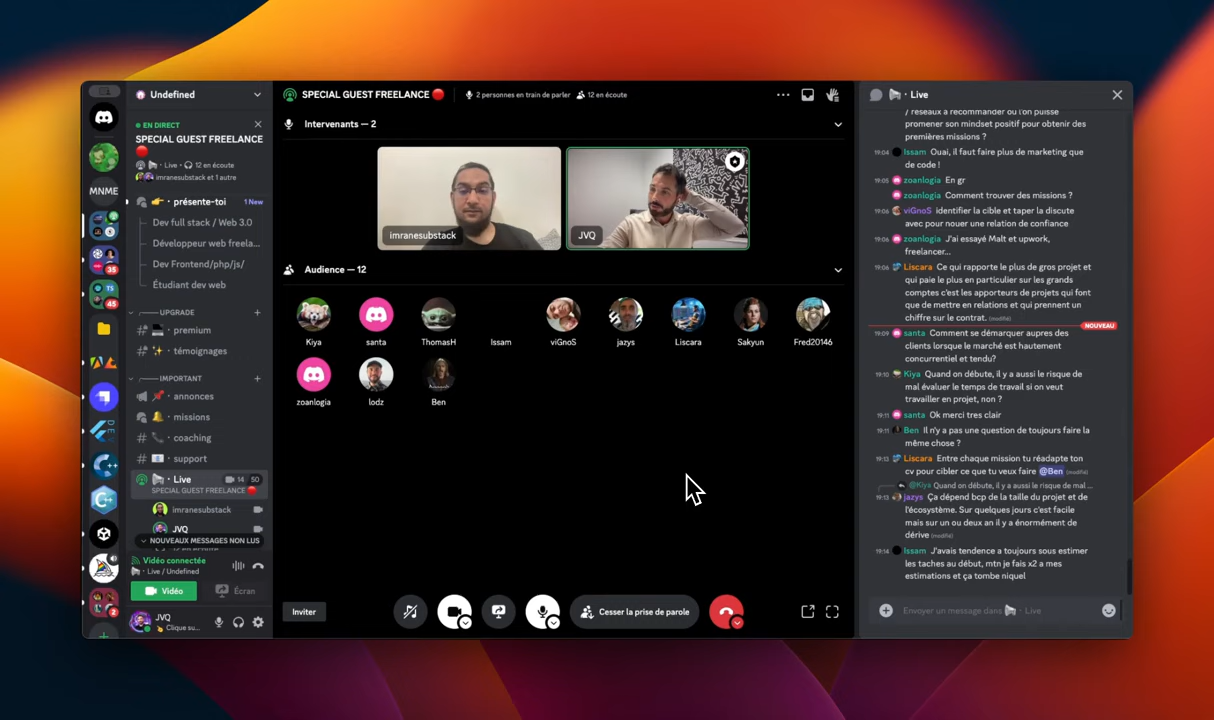 Undefined
EN DIRECT
SPECIAL GUEST FREELANCE
Live • 12 en écoute
imranesubstack et 1 autre
MNME
présente-toi 1 New
Dev full stack / Web 3.0
Développeur web freela...
Dev Frontend/php/js/
Étudiant dev web
35
TS
45
UPGRADE
# · premium
# · témoignages
IMPORTANT
· annonces
· missions
# · coaching
# · support
· Live 14 50
SPECIAL GUEST FREELANCE
imranesubstack
JVQ
NOUVEAUX MESSAGES NON LUS
Vidéo connectée
· Live / Undefined
Vidéo
Écran
2
JVQ
Clique su...
SPECIAL GUEST FREELANCE
2 personnes en train de parler
12 en écoute
Intervenants — 2
imranesubstack
JVQ
Audience — 12
Kiya
santa
ThomasH
Issam
viGnoS
jazys
Liscara
Sakyun
Fred20146
zoanlogia
lodz
Ben
Inviter
Cesser la prise de parole
· Live
/ réseaux à recommander où l'on puisse
promener son mindset positif pour obtenir des
premières missions ?
19:04 Issam Ouai, il faut faire plus de marketing que
de code !
19:05 zoanlogia En gr
zoanlogia Comment trouver des missions ?
19:06 viGnoS identifier la cible et taper la discute
avec pour nouer une relation de confiance
19:06 zoanlogia J'ai essayé Malt et upwork,
freelancer...
19:06 Liscara Ce qui rapporte le plus de gros projet et
qui paie le plus en particulier sur les grands
comptes c'est les apporteurs de projets qui font
que de mettre en relations et qui prennent un
chiffre sur le contrat. (modifié)
NOUVEAU
19:09 santa Comment se démarquer aupres des
clients lorsque le marché est hautement
concurrentiel et tendu?
19:10 Kiya Quand on débute, il y a aussi le risque de
mal évaluer le temps de travail si on veut
travailler en projet, non ?
19:11 santa Ok merci tres clair
19:11 Ben Il n'y a pas une question de toujours faire la
même chose ?
19:13 Liscara Entre chaque mission tu réadapte ton
cv pour cibler ce que tu veux faire @Ben (modifié)
@Kiya Quand on débute, il y a aussi le risque de mal ...
19:13 jazys Ça dépend bcp de la taille du projet et de
l'écosystème. Sur quelques jours c'est facile
mais sur un ou deux an il y a énormément de
dérive (modifié)
19:14 Issam J'avais tendence a toujours sous estimer
les taches au début, mtn je fais x2 a mes
estimations et ça tombe niquel
Envoyer un message dans · Live